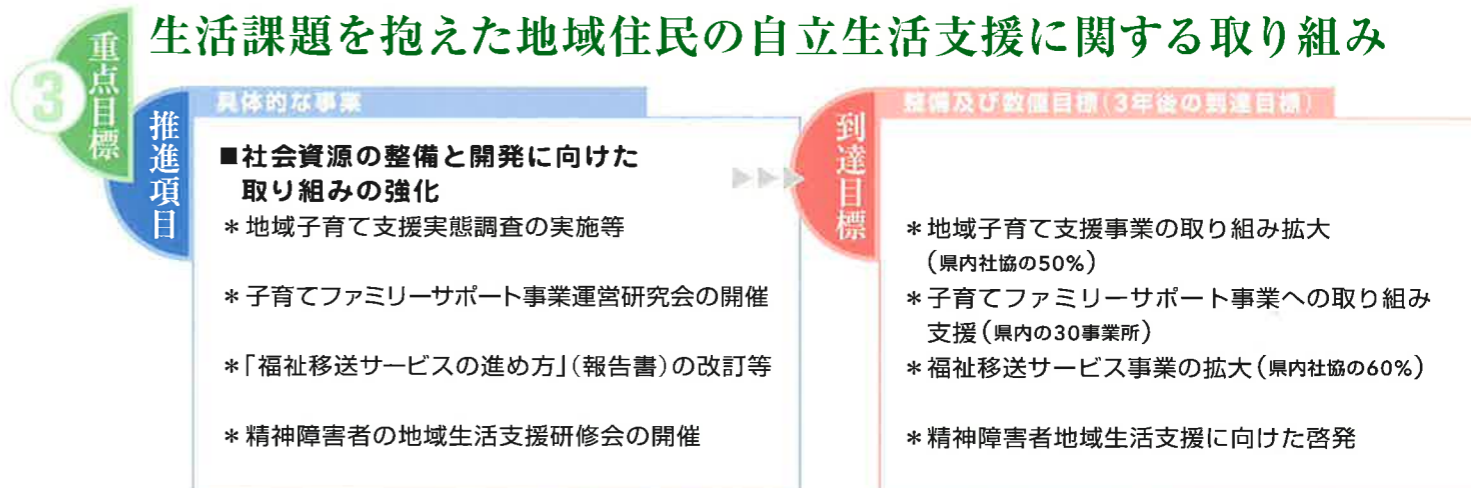 重点目標
3
生活課題を抱えた地域住民の自立生活支援に関する取り組み
推進項目
具体的な事業
■社会資源の整備と開発に向けた
取り組みの強化
＊地域子育て支援実態調査の実施等
＊子育てファミリーサポート事業運営研究会の開催
＊「福祉移送サービスの進め方」（報告書）の改訂等
＊精神障害者の地域生活支援研修会の開催
到達目標
整備及び数値目標（3年後の到達目標）
＊地域子育て支援事業の取り組み拡大
（県内社協の50%）
＊子育てファミリーサポート事業への取り組み
支援（県内の30事業所）
＊福祉移送サービス事業の拡大（県内社協の60%）
＊精神障害者地域生活支援に向けた啓発